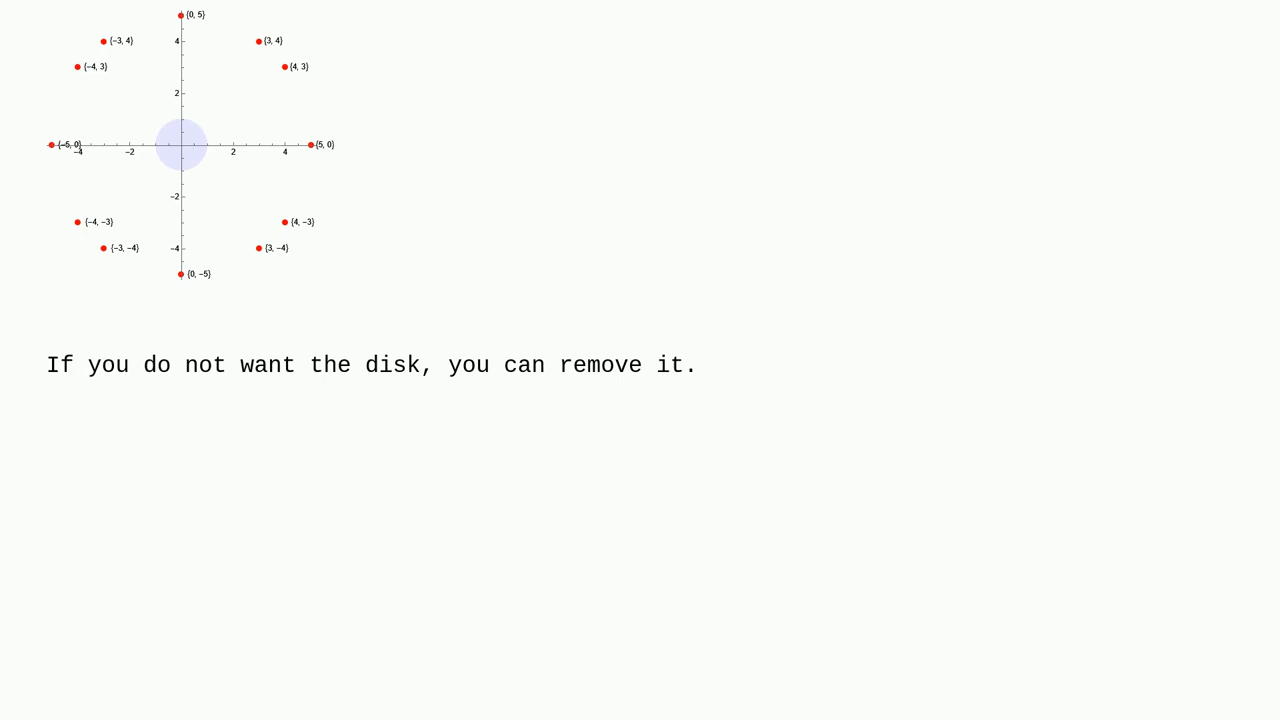 {0, 5}
{−3, 4} 4 {3, 4}
{−4, 3} {4, 3}
2
{−5, 0} {5, 0}
−4 −2 2 4
−2
{−4, −3} {4, −3}
{−3, −4} −4 {3, −4}
{0, −5}
If you do not want the disk, you can remove it.